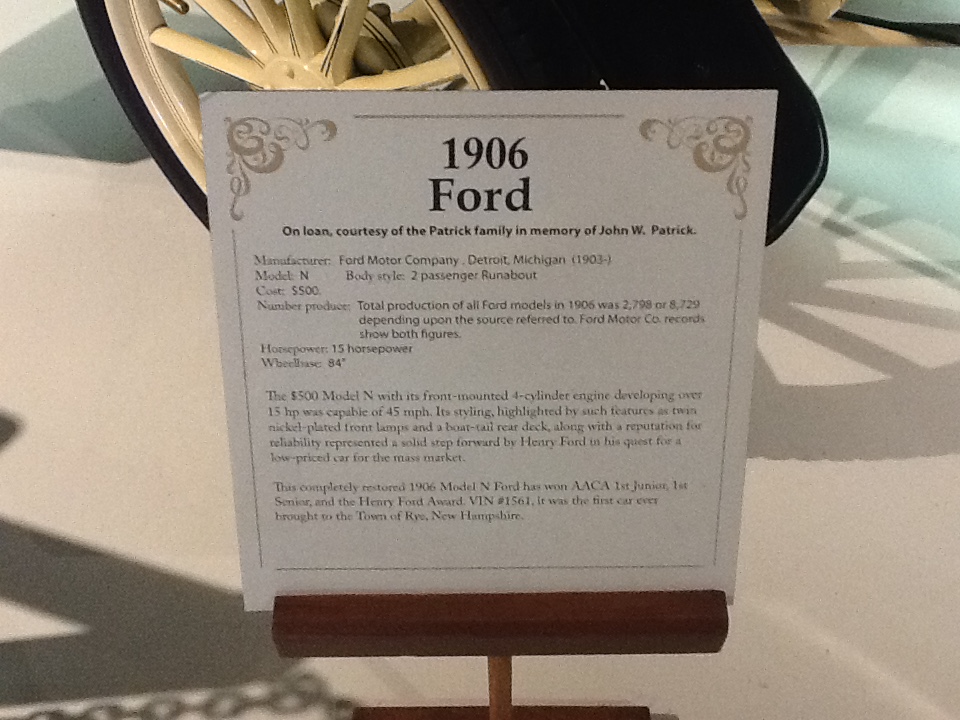 1906
Ford
On loan, courtesy of the Patrick family in memory of John W. Patrick.
Manufacturer: Ford Motor Company . Detroit, Michigan (1903-)
Model: N Body style: 2 passenger Runabout
Cost: $500.
Number produce: Total production of all Ford models in 1906 was 2,798 or 8,729
depending upon the source referred to. Ford Motor Co. records
show both figures.
Horsepower: 15 horsepower
Wheelbase: 84"
The $500 Model N with its front-mounted 4-cylinder engine developing over
15 hp was capable of 45 mph. Its styling, highlighted by such features as twin
nickel-plated front lamps and a boat-tail rear deck, along with a reputation for
reliability represented a solid step forward by Henry Ford in his quest for a
low-priced car for the mass market.
This completely restored 1906 Model N Ford has won AACA 1st Junior, 1st
Senior, and the Henry Ford Award. VIN #1561, it was the first car ever
brought to the Town of Rye, New Hampshire.